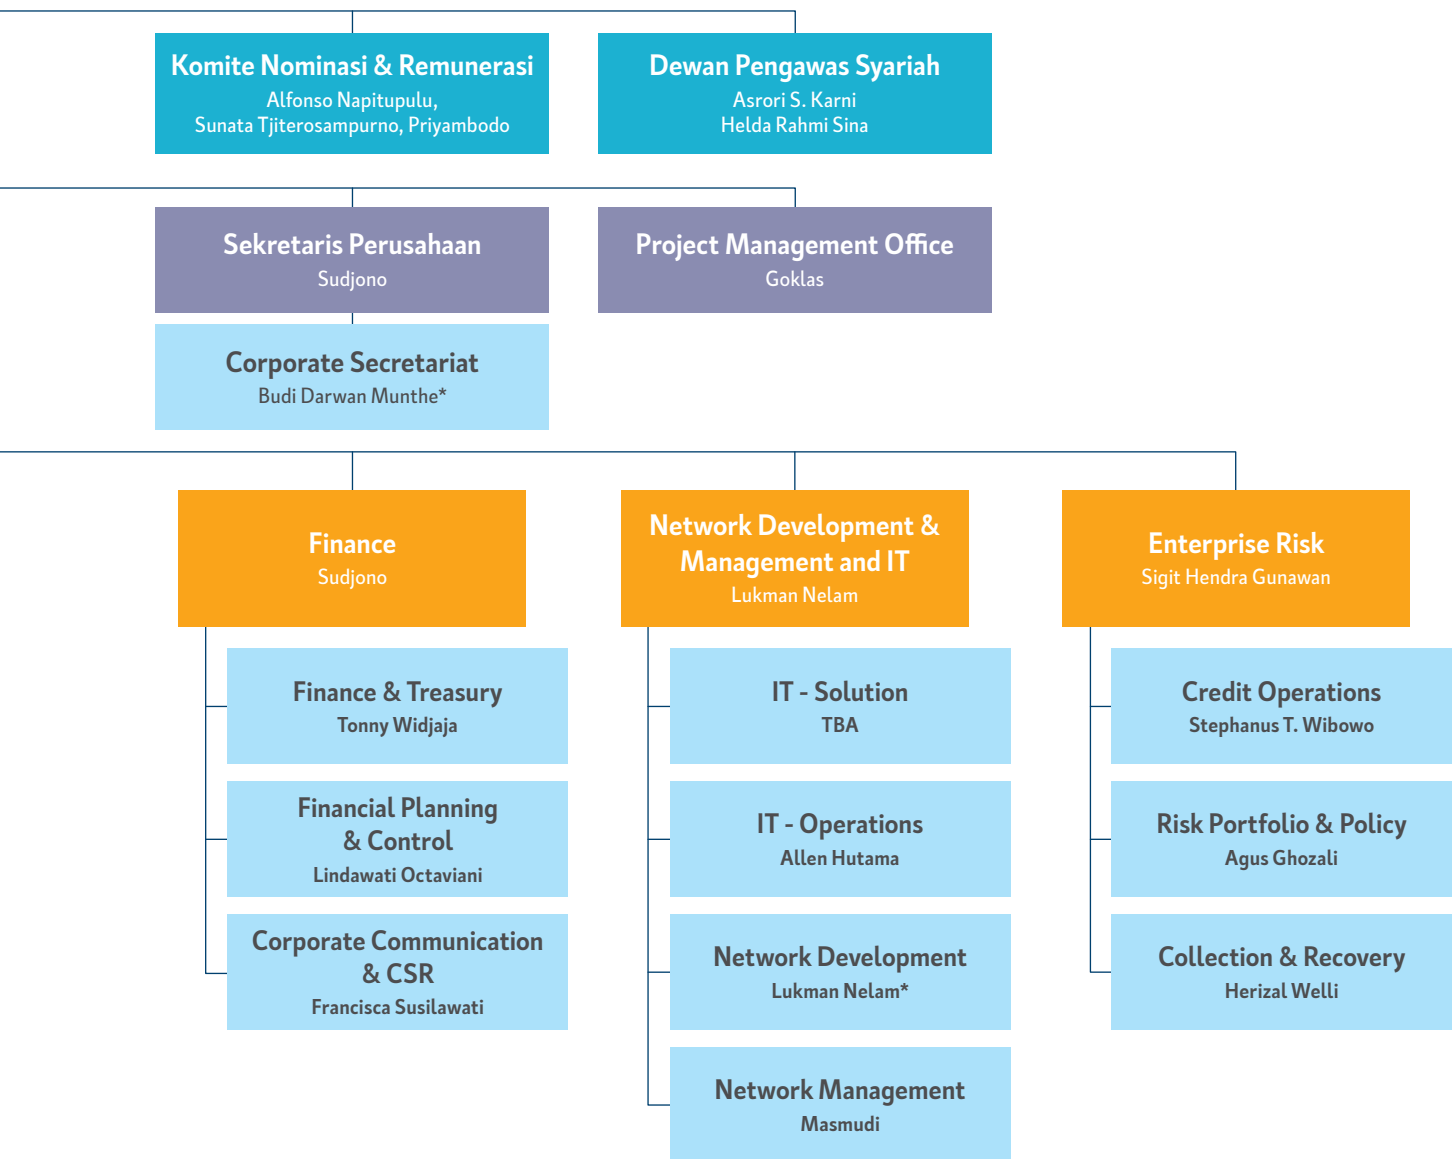 Komite Nominasi & Remunerasi
Alfonso Napitupulu,
Sunata Tjiterosampurno, Priyambodo
Dewan Pengawas Syariah
Asrori S. Karni
Helda Rahmi Sina
Sekretaris Perusahaan
Sudjono
Project Management Office
Goklas
Corporate Secretariat
Budi Darwan Munthe*
Finance
Sudjono
Network Development &
Management and IT
Lukman Nelam
Enterprise Risk
Sigit Hendra Gunawan
Finance & Treasury
Tonny Widjaja
Financial Planning
& Control
Lindawati Octaviani
Corporate Communication
& CSR
Francisca Susilawati
IT - Solution
TBA
IT - Operations
Allen Hutama
Network Development
Lukman Nelam*
Network Management
Masmudi
Credit Operations
Stephanus T. Wibowo
Risk Portfolio & Policy
Agus Ghozali
Collection & Recovery
Herizal Welli